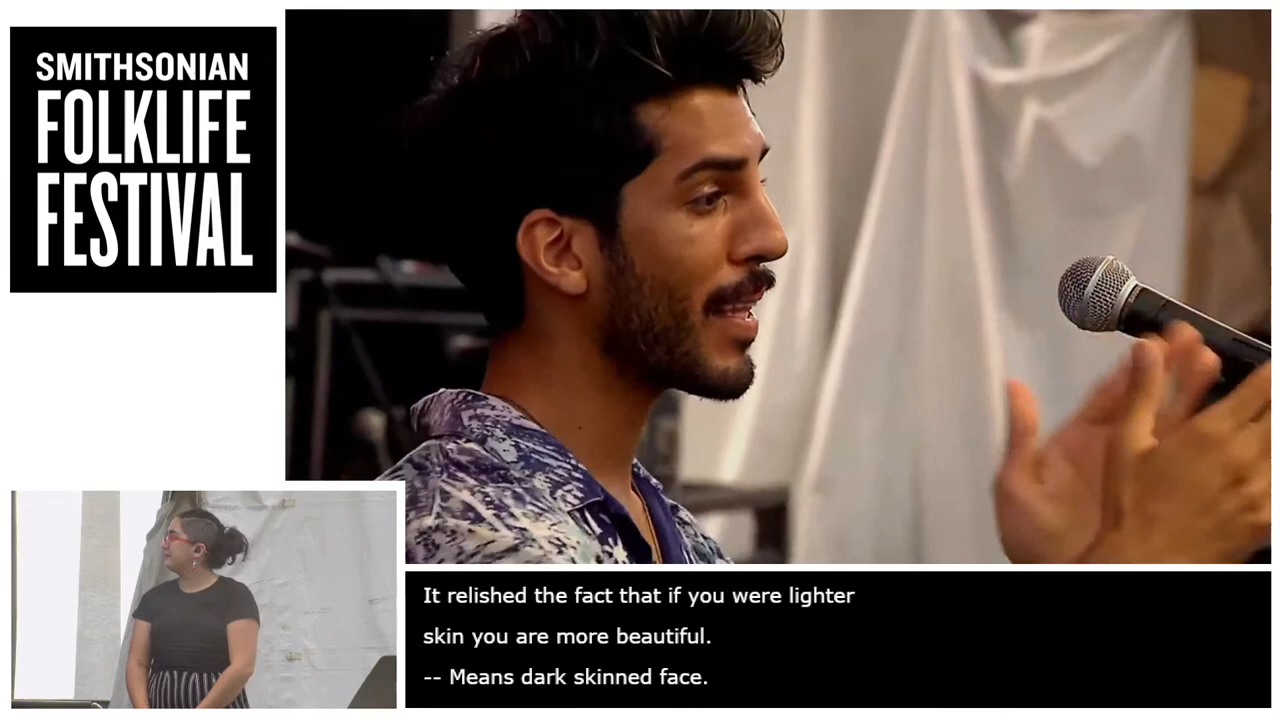 SMITHSONIAN
FOLKLIFE
FESTIVAL
It relished the fact that if you were lighter
skin you are more beautiful.
-- Means dark skinned face.